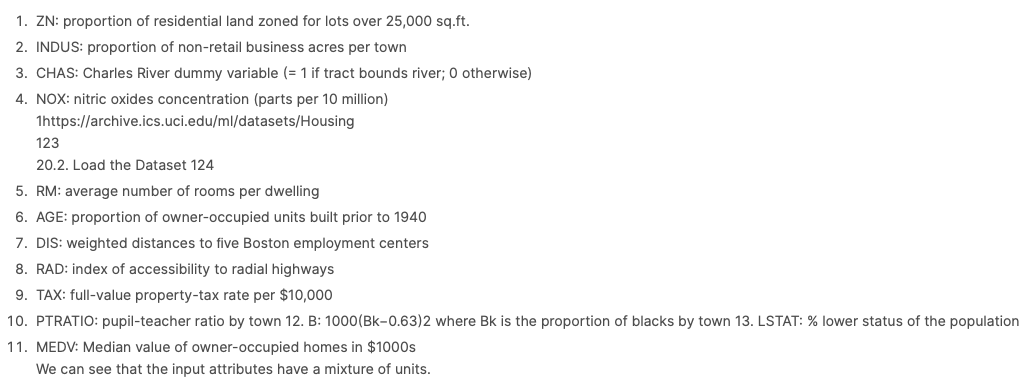 1. ZN: proportion of residential land zoned for lots over 25,000 sq.ft.
2. INDUS: proportion of non-retail business acres per town
3. CHAS: Charles River dummy variable (= 1 if tract bounds river; 0 otherwise)
4. NOX: nitric oxides concentration (parts per 10 million)
1https://archive.ics.uci.edu/ml/datasets/Housing
123
20.2. Load the Dataset 124
5. RM: average number of rooms per dwelling
6. AGE: proportion of owner-occupied units built prior to 1940
7. DIS: weighted distances to five Boston employment centers
8. RAD: index of accessibility to radial highways
9. TAX: full-value property-tax rate per $10,000
10. PTRATIO: pupil-teacher ratio by town 12. B: 1000(Bk−0.63)2 where Bk is the proportion of blacks by town 13. LSTAT: % lower status of the population
11. MEDV: Median value of owner-occupied homes in $1000s
We can see that the input attributes have a mixture of units.